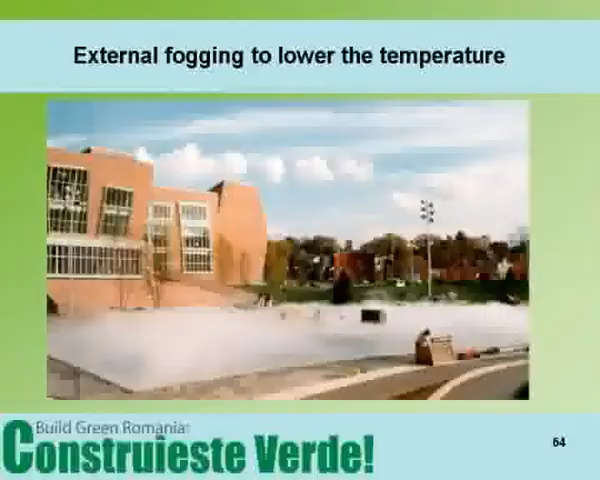 External fogging to lower the temperature
Build Green Romania:
Construieste Verde!
64